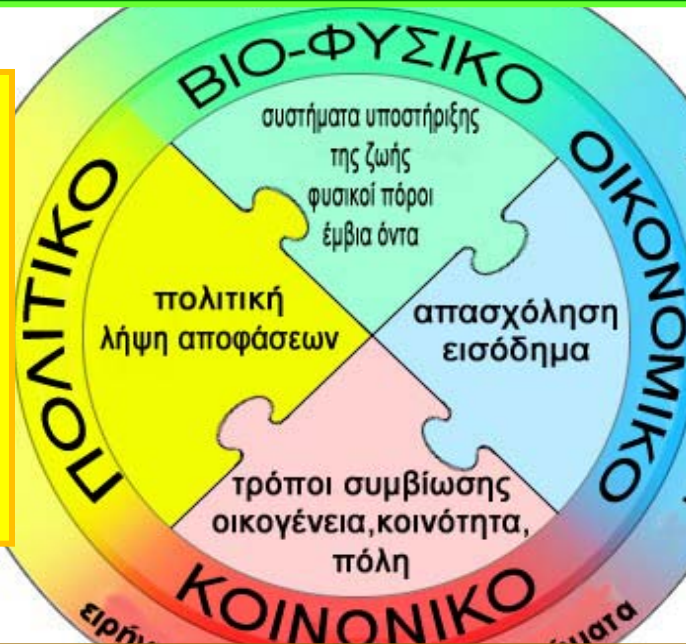 ΒΙΟ-ΦΥΣΙΚΟ
συστήματα υποστήριξης
της ζωής
φυσικοί πόροι
έμβια όντα
ΠΟΛΙΤΙΚΟ
πολιτική
λήψη αποφάσεων
ΟΙΚΟΝΟΜΙΚΟ
απασχόληση
εισόδημα
τρόποι συμβίωσης
οικογένεια,κοινότητα,
πόλη
ΚΟΙΝΟΝΙΚΟ